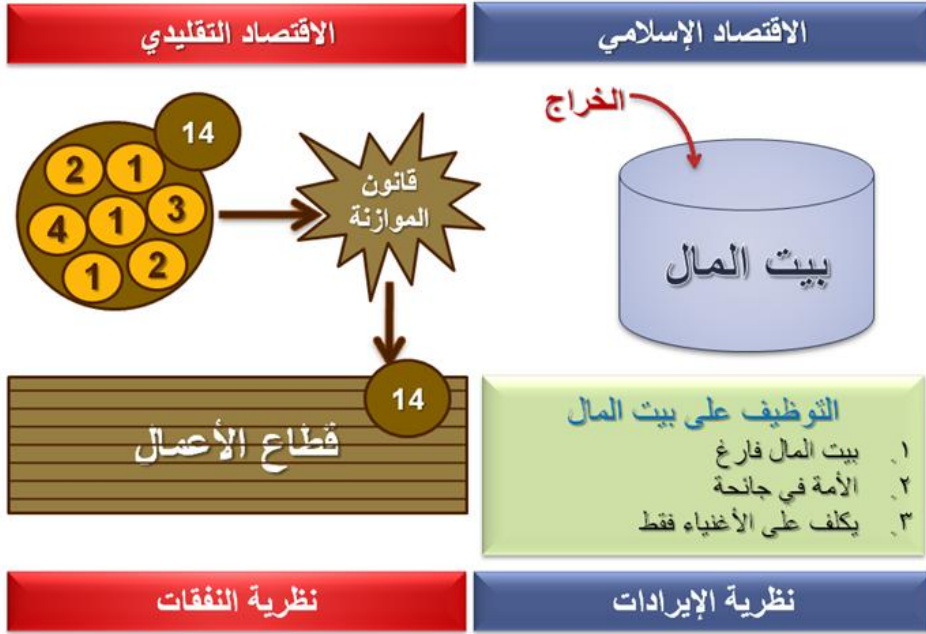 الاقتصاد الإسلامي
الاقتصاد التقليدي
الخراج
بيت المال
التوظيف على بيت المال
١. بيت المال فارغ
٢. الأمة في جائحة
٣. يكلف على الأغنياء فقط
14
2 1
4 1 3
1 2
قانون
الموازنة
14
قطاع الأعمال
نظرية الإيرادات
نظرية النفقات